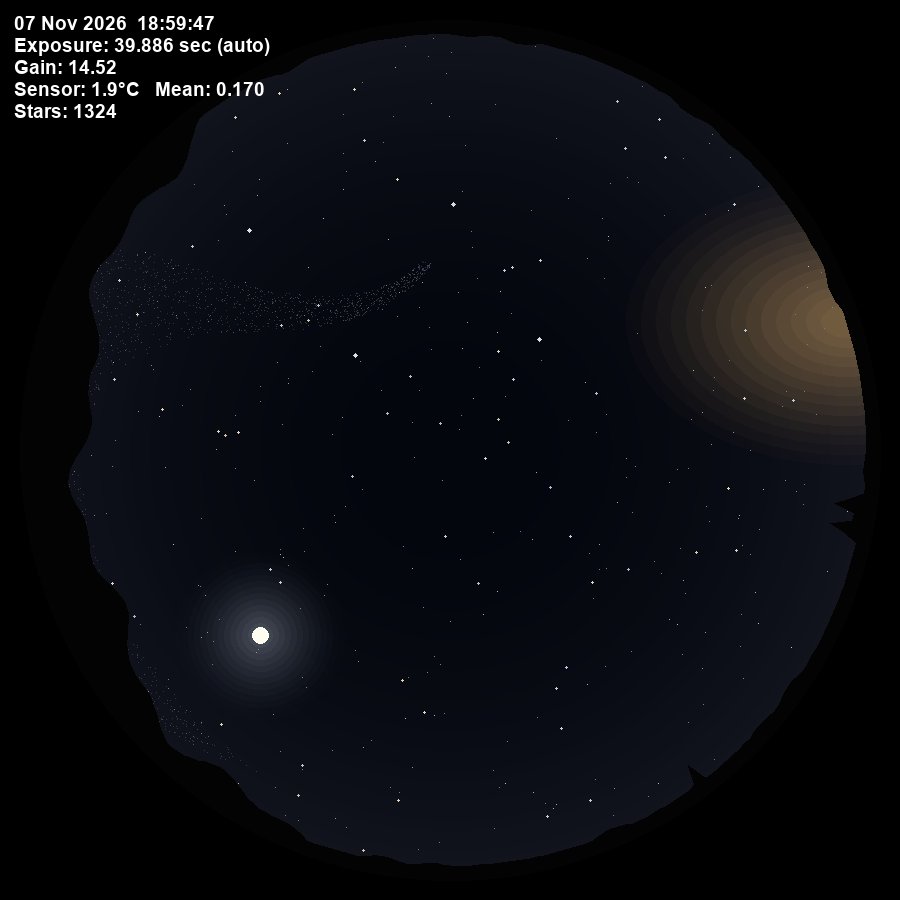 07 Nov 2026  18:59:47
Exposure: 39.886 sec (auto)
Gain: 14.52
Sensor: 1.9°C   Mean: 0.170
Stars: 1324